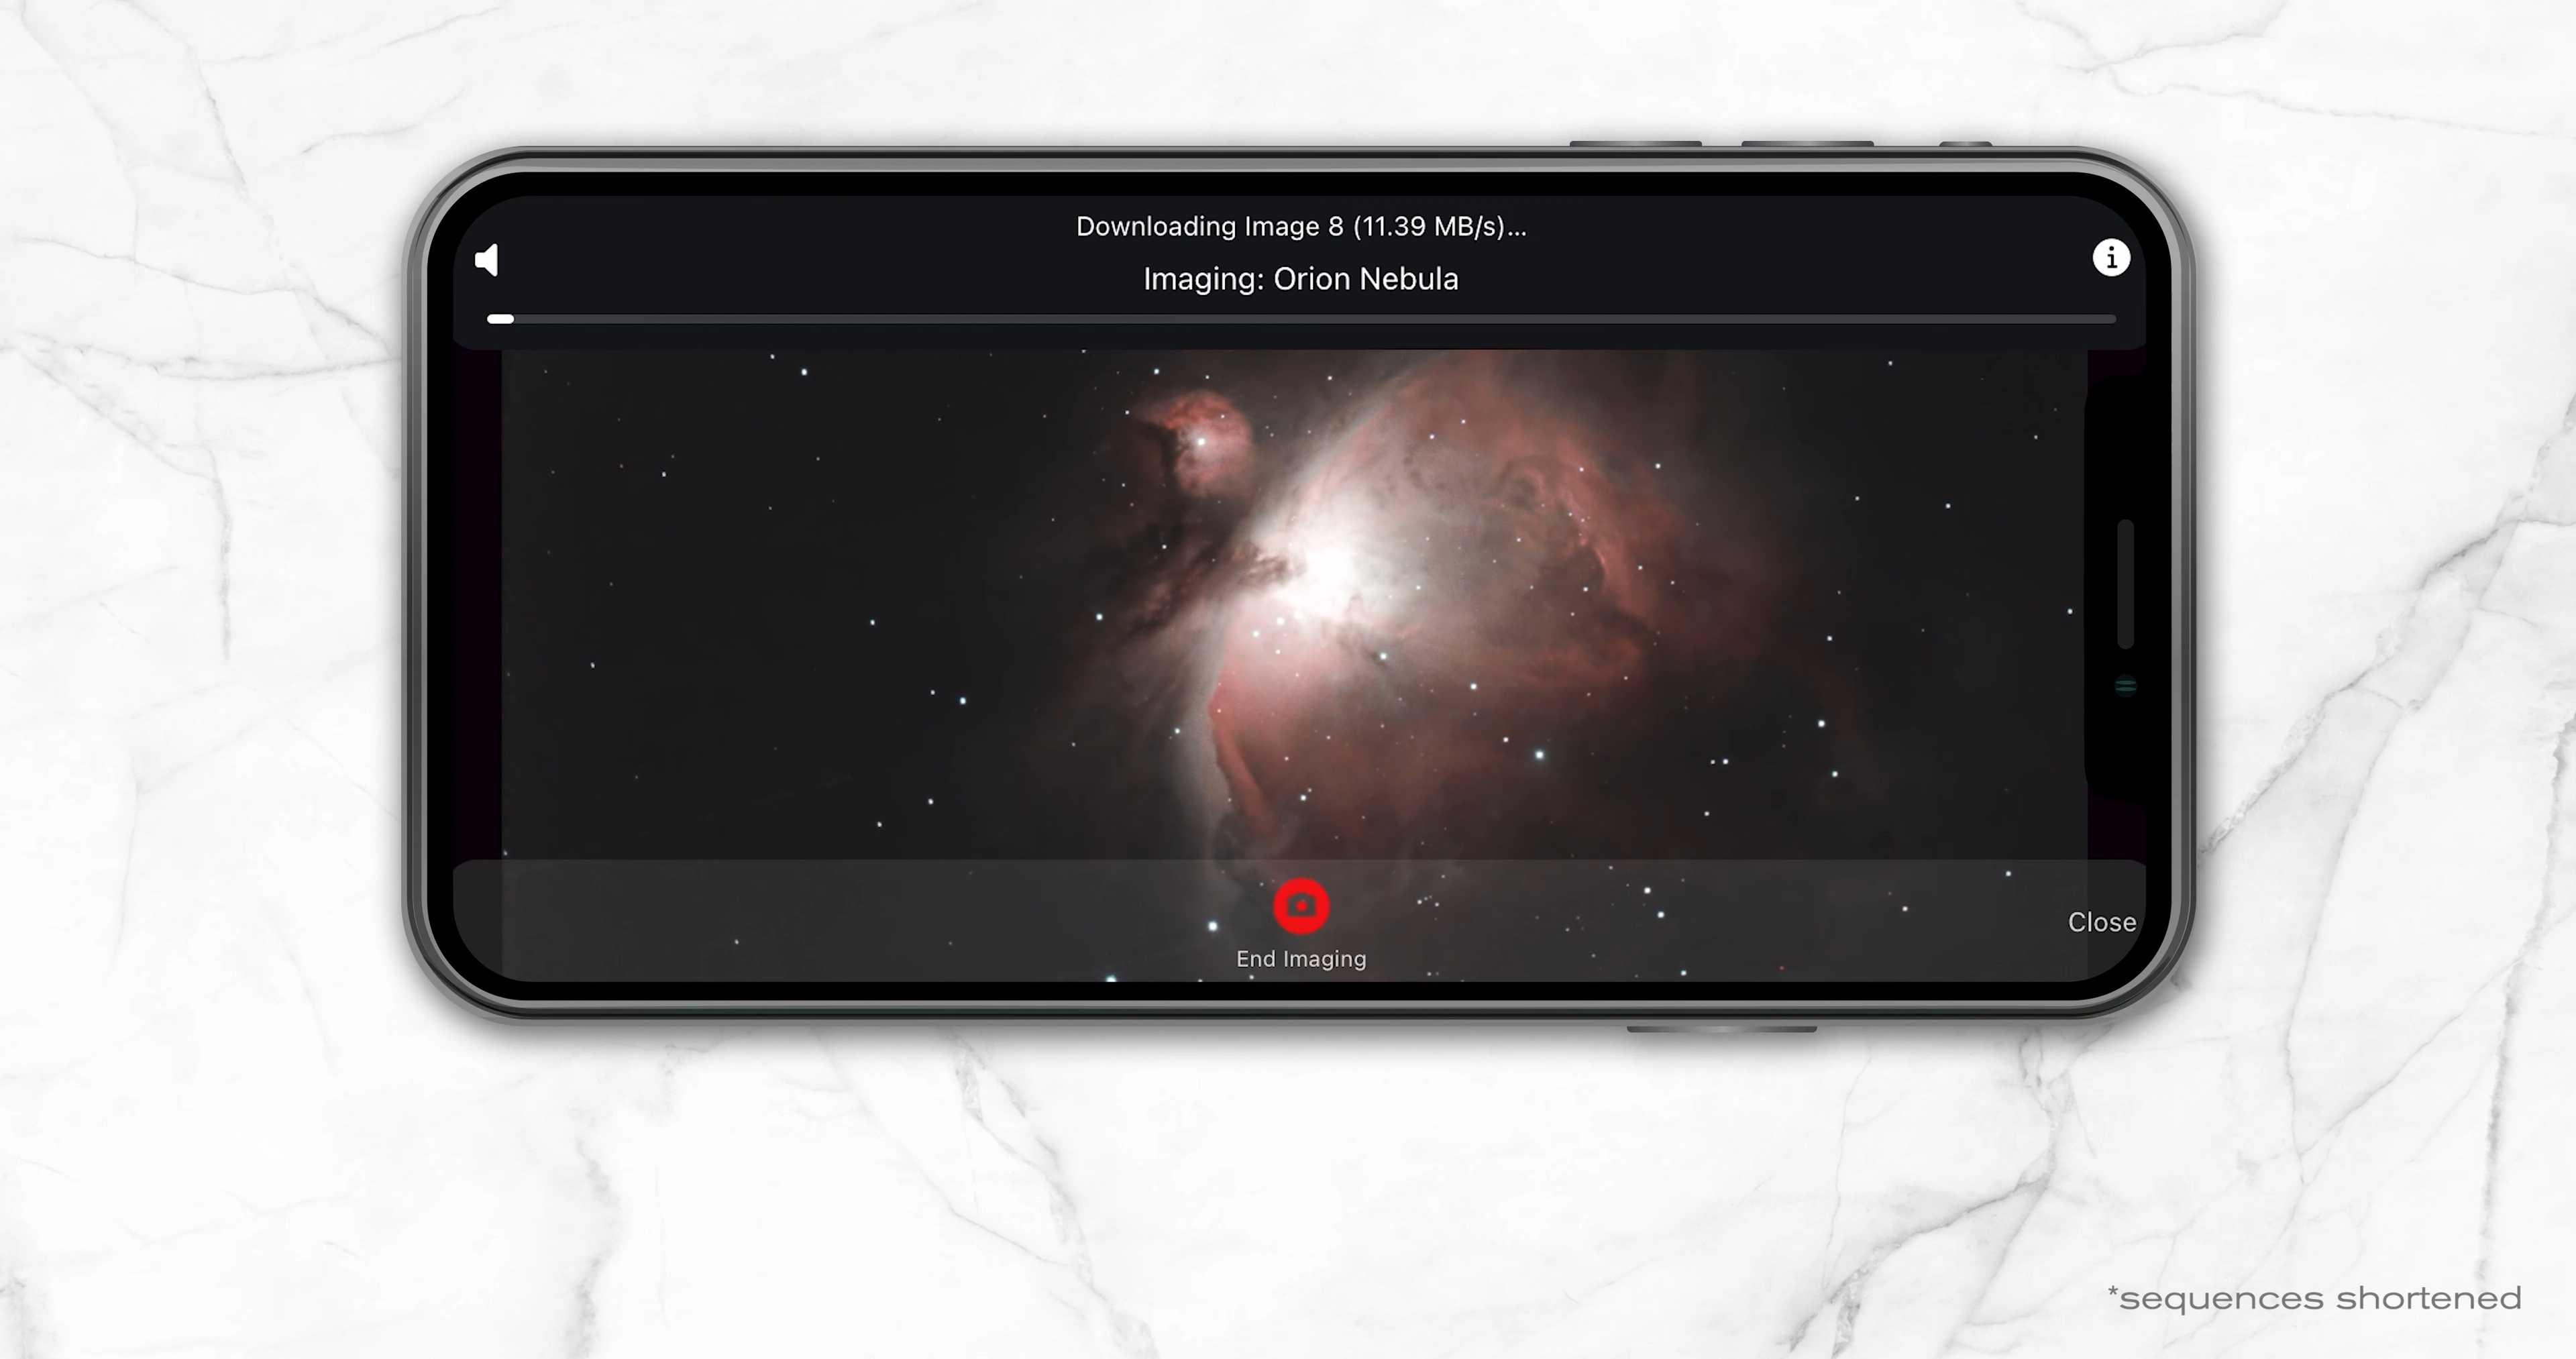 Downloading Image 8 (11.39 MB/s)...
Imaging: Orion Nebula
End Imaging
Close
*sequences shortened